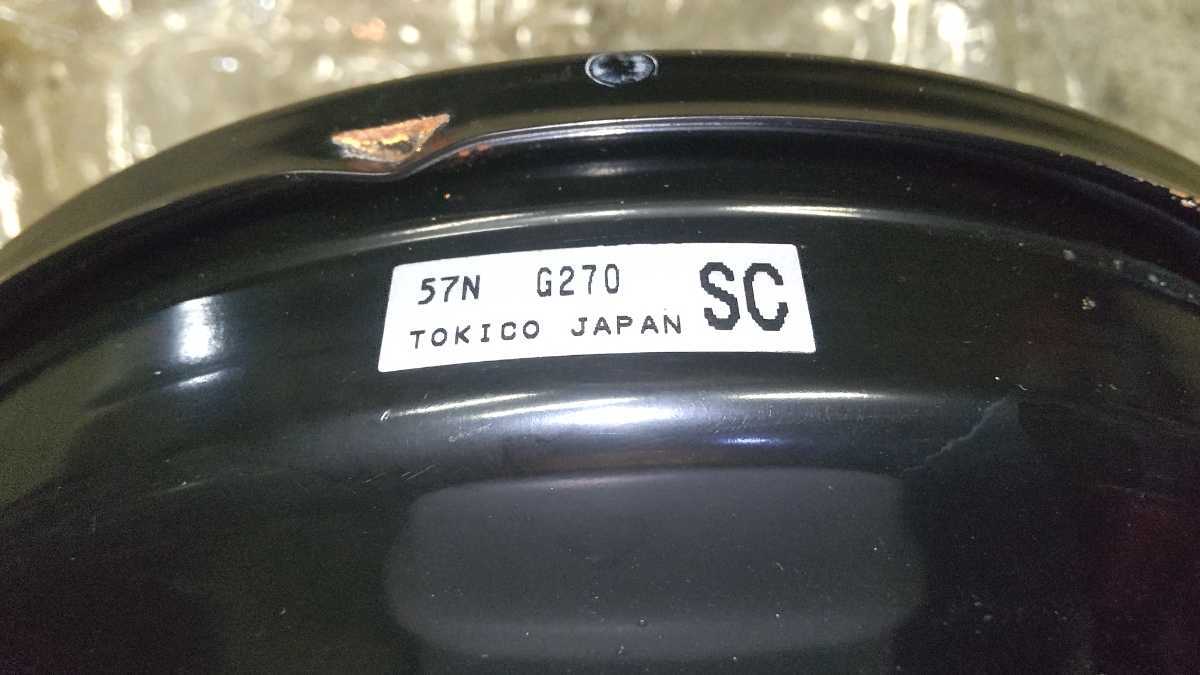 57N G270 SC
TOKICO JAPAN